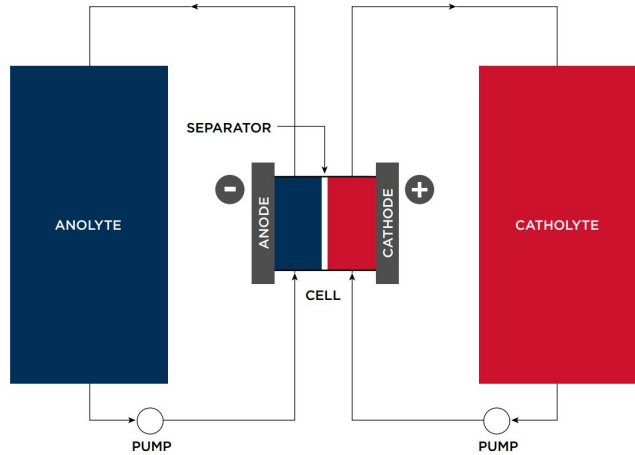 SEPARATOR
-
+
ANOLYTE
ANODE
CATHODE
CATHOLYTE
CELL
PUMP
PUMP